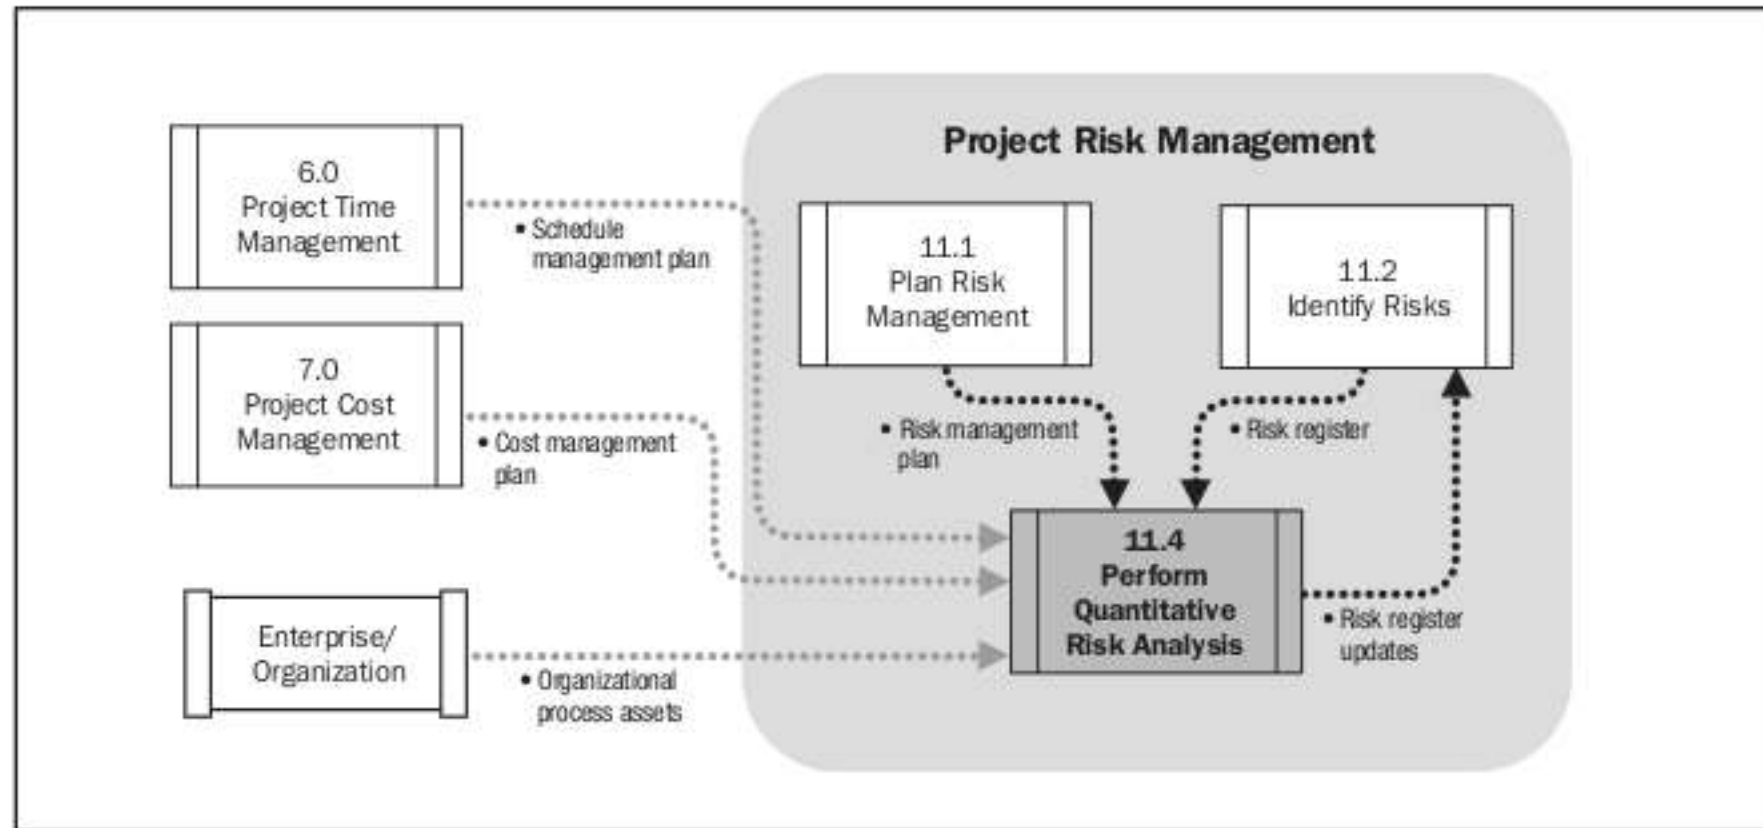 Project Risk Management
6.0
Project Time
Management
• Schedule
management plan
11.1
Plan Risk
Management
11.2
Identify Risks
7.0
Project Cost
Management
• Cost management
plan
• Risk management
plan
• Risk register
11.4
Perform
Quantitative
Risk Analysis
• Risk register
updates
Enterprise/
Organization
• Organizational
process assets